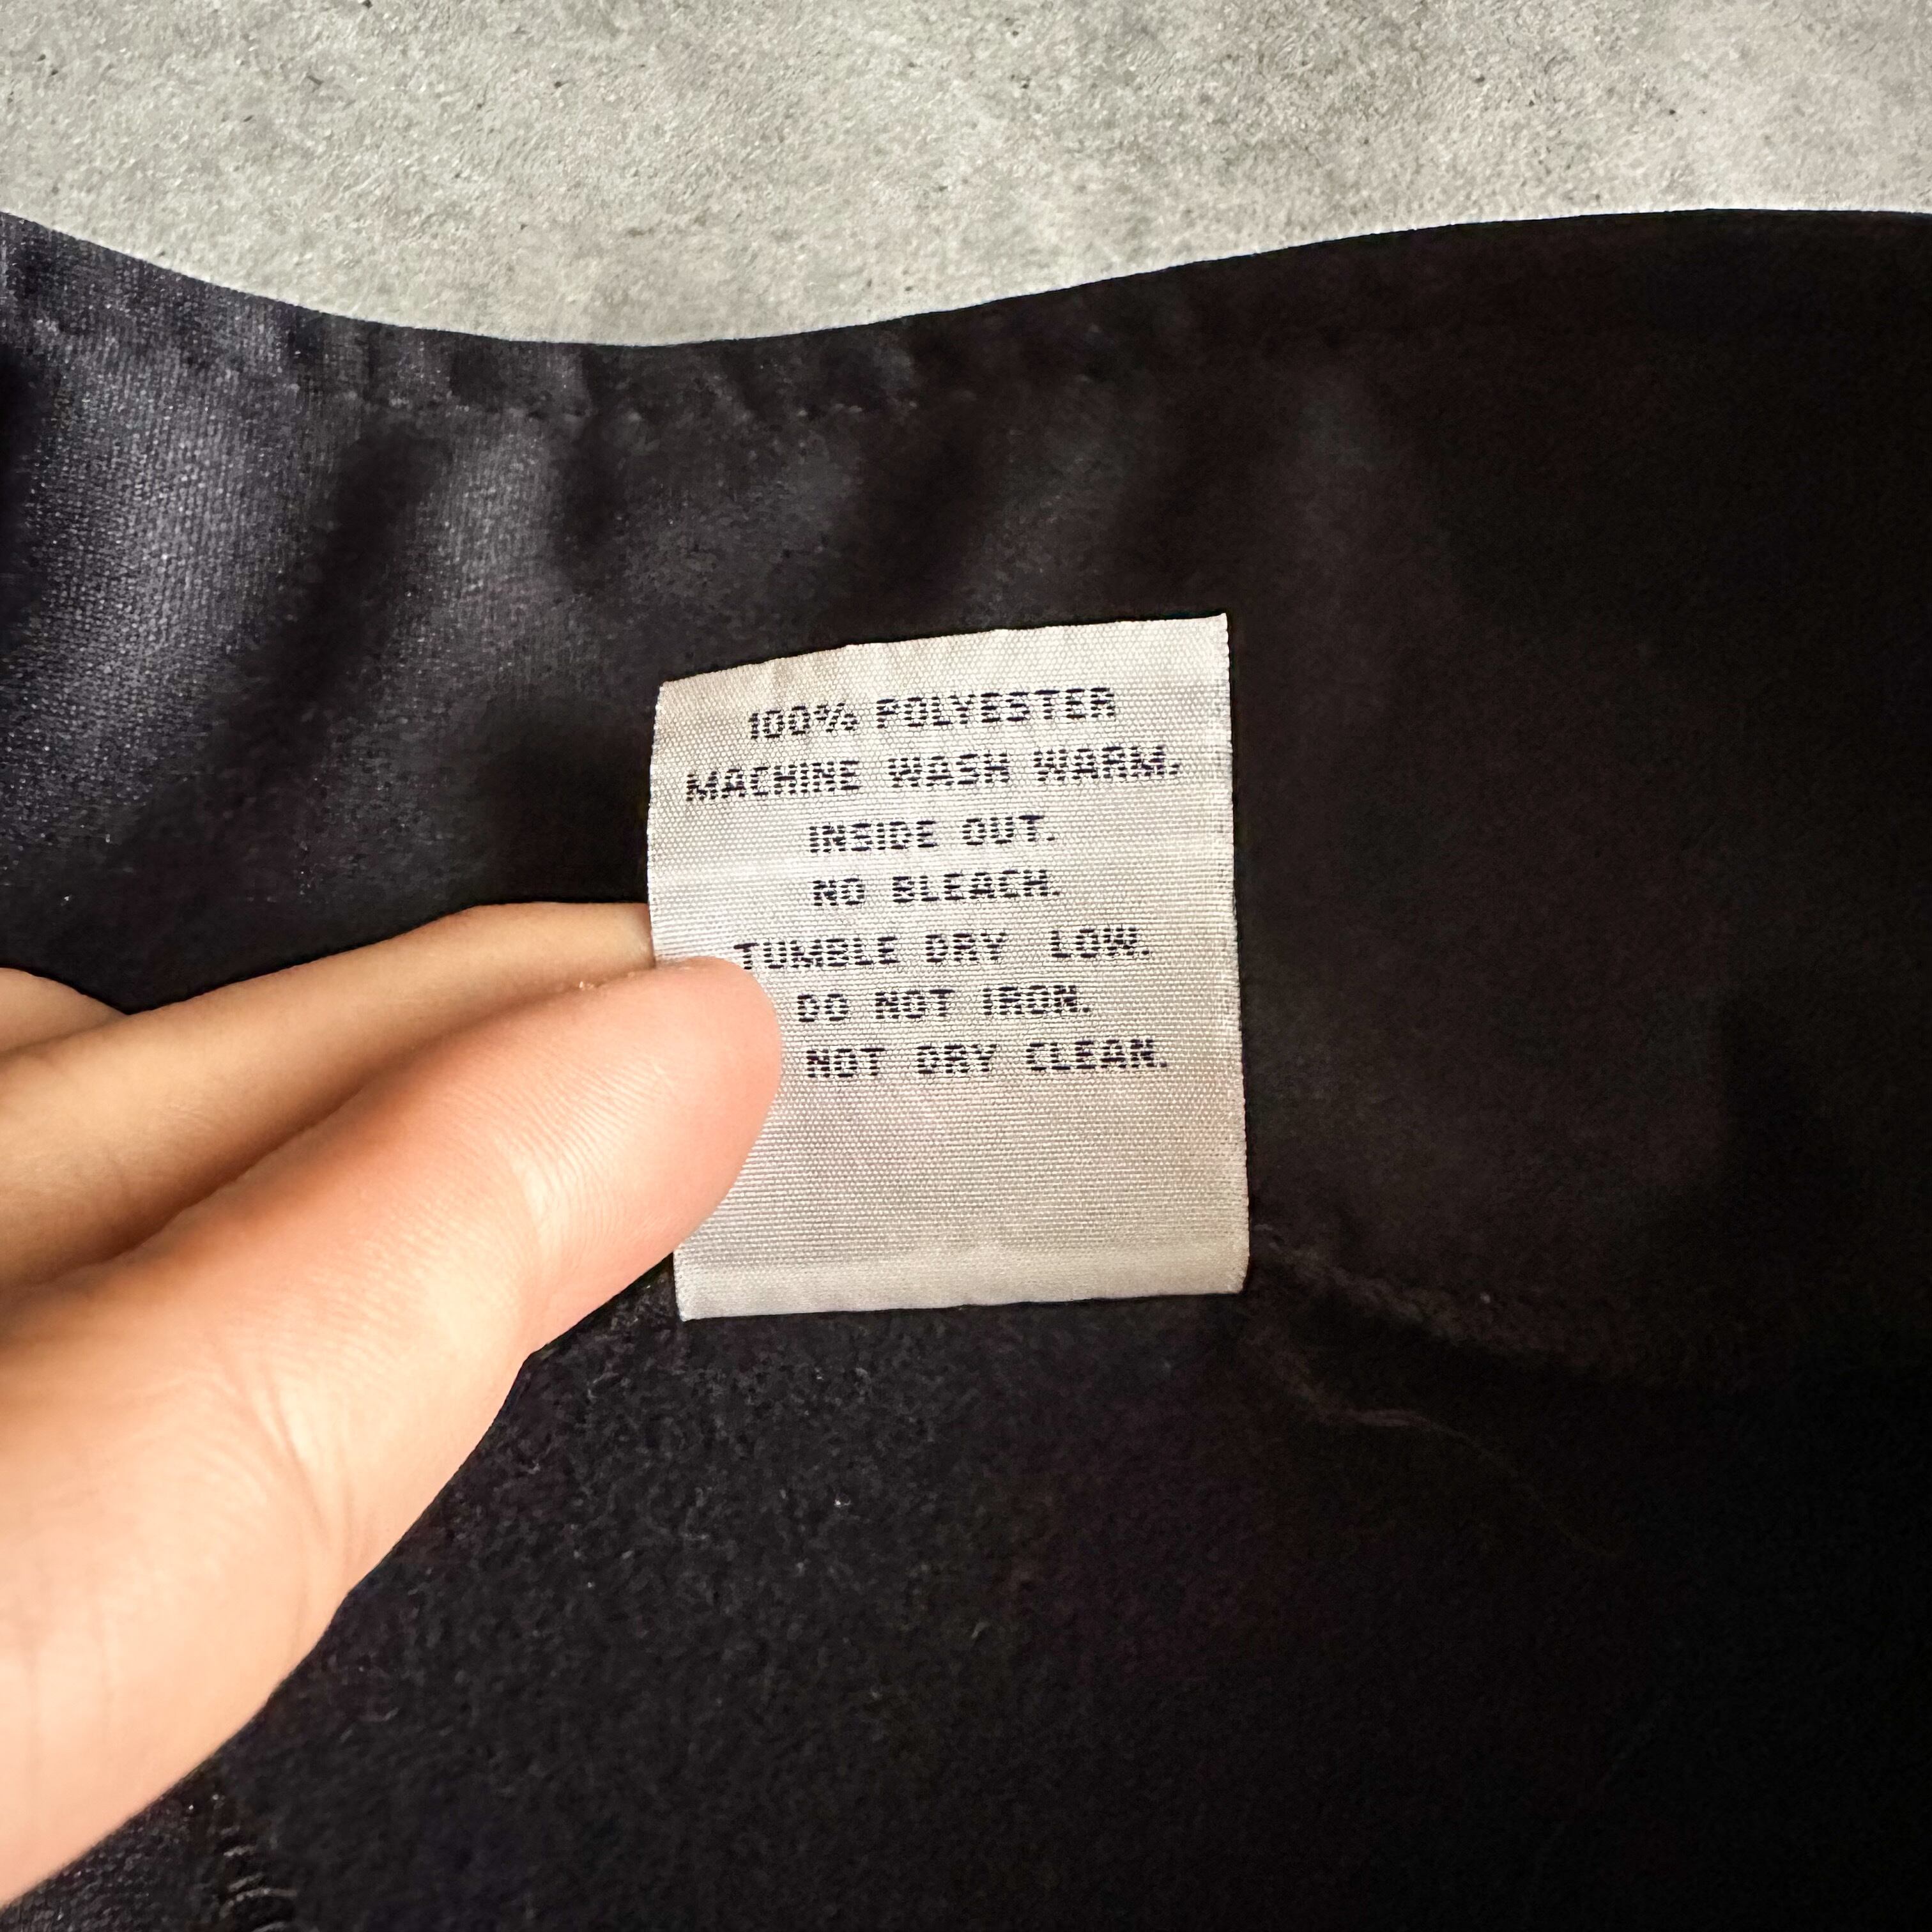 100% POLYESTER
MACHINE WASH WARM.
INSIDE OUT.
NO BLEACH.
TUMBLE DRY LOW.
DO NOT IRON.
NOT DRY CLEAN.